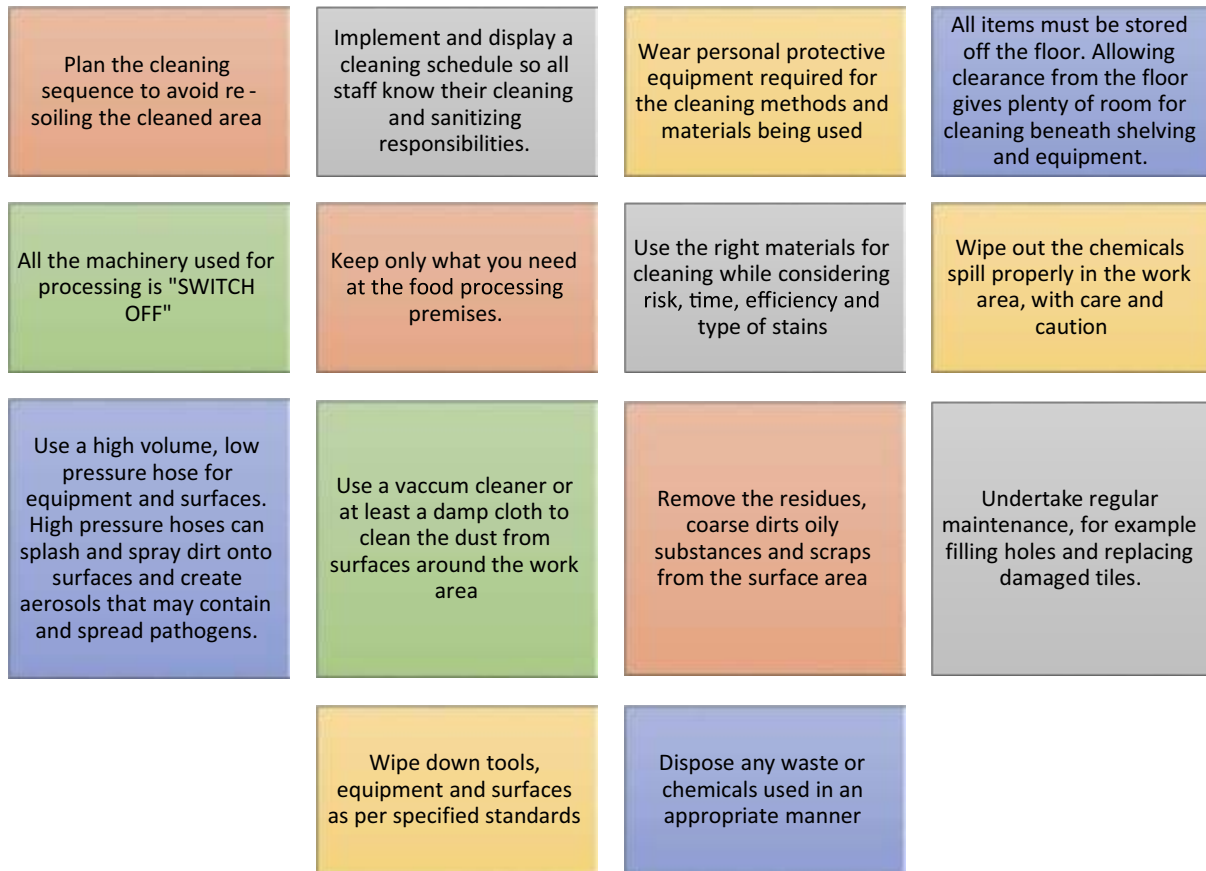 Plan the cleaning
sequence to avoid re -
soiling the cleaned area
Implement and display a
cleaning schedule so all
staff know their cleaning
and sanitizing
responsibilities.
Wear personal protective
equipment required for
the cleaning methods and
materials being used
All items must be stored
off the floor. Allowing
clearance from the floor
gives plenty of room for
cleaning beneath shelving
and equipment.
All the machinery used for
processing is "SWITCH
OFF"
Keep only what you need
at the food processing
premises.
Use the right materials for
cleaning while considering
risk, time, efficiency and
type of stains
Wipe out the chemicals
spill properly in the work
area, with care and
caution
Use a high volume, low
pressure hose for
equipment and surfaces.
High pressure hoses can
splash and spray dirt onto
surfaces and create
aerosols that may contain
and spread pathogens.
Use a vaccum cleaner or
at least a damp cloth to
clean the dust from
surfaces around the work
area
Remove the residues,
coarse dirts oily
substances and scraps
from the surface area
Undertake regular
maintenance, for example
filling holes and replacing
damaged tiles.
Wipe down tools,
equipment and surfaces
as per specified standards
Dispose any waste or
chemicals used in an
appropriate manner